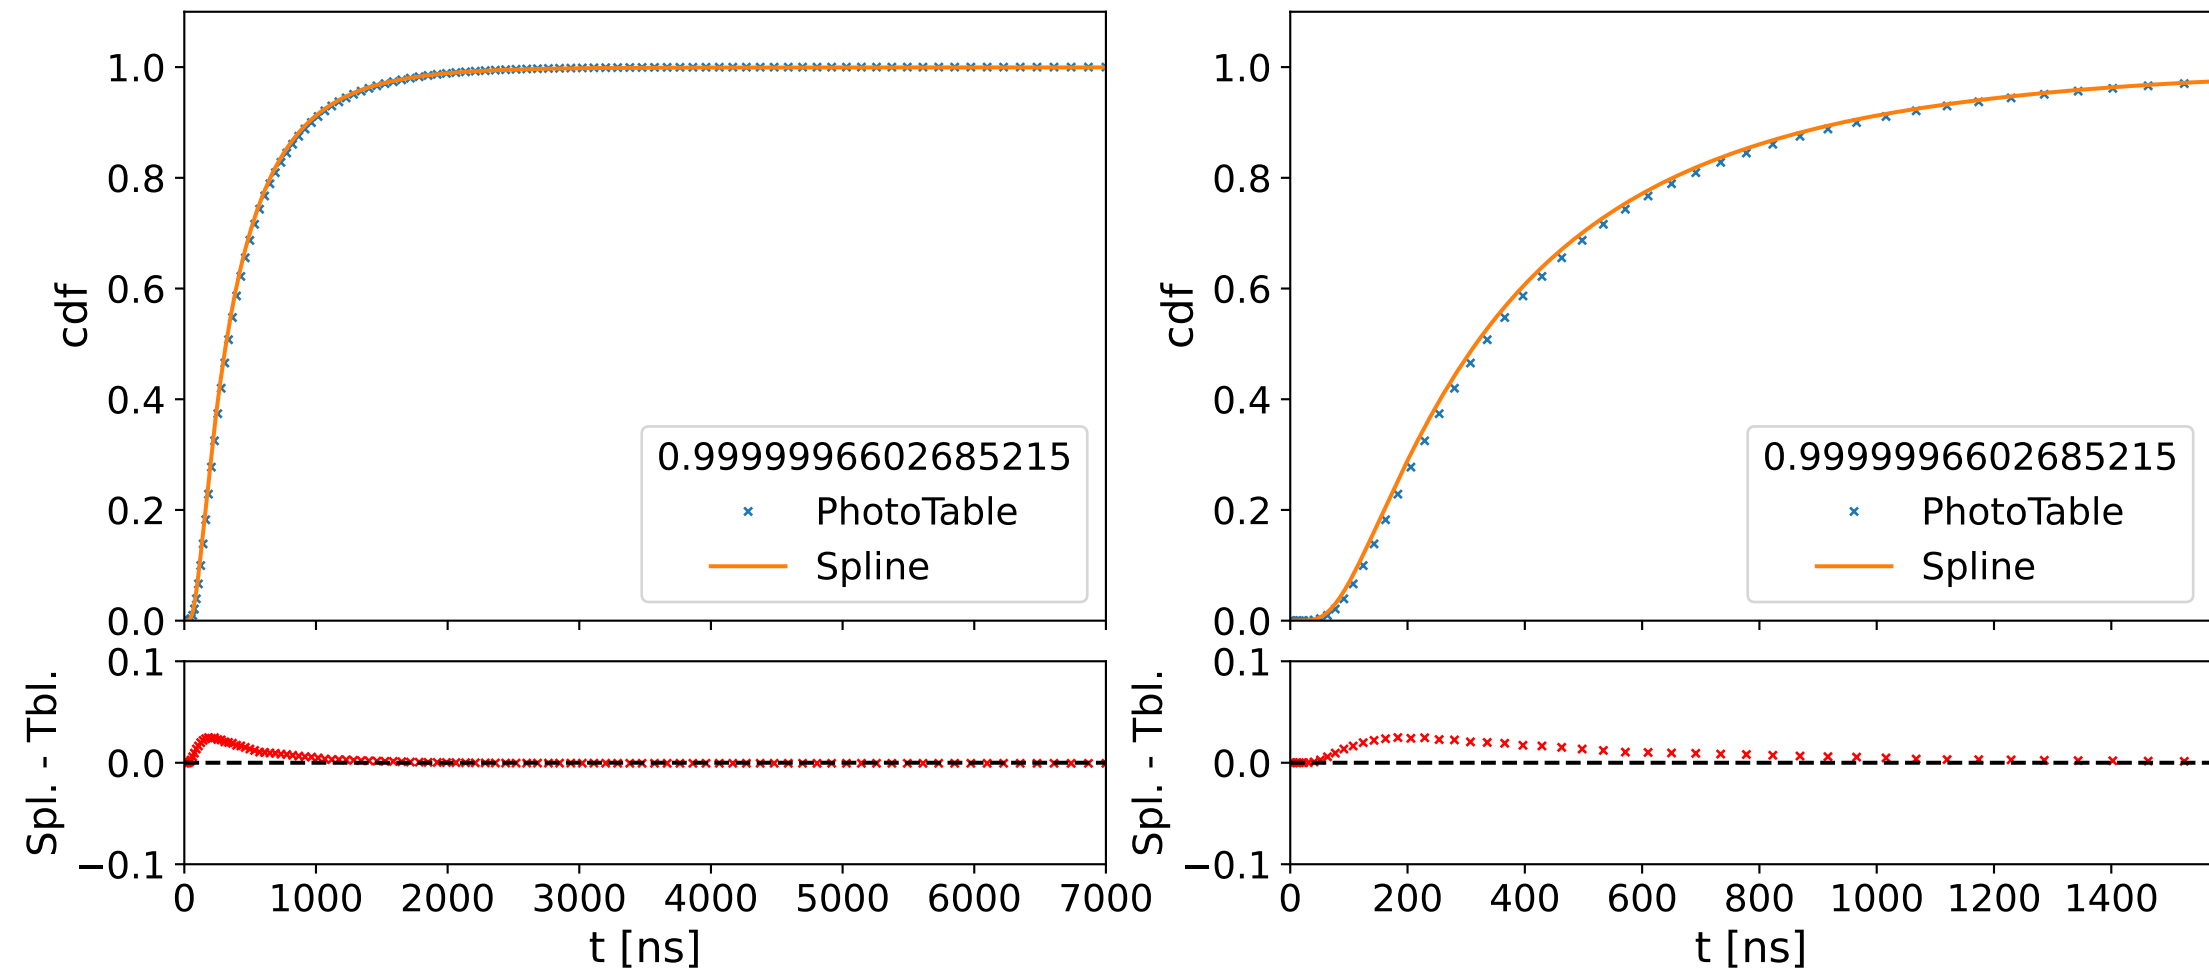 1.0
0.8
0.6
0.4
0.2
0.0
cdf
0.9999996602685215
PhotoTable
Spline
0.1
0.0
−0.1
Spl. - Tbl.
0 1000 2000 3000 4000 5000 6000 7000
t [ns]
1.0
0.8
0.6
0.4
0.2
0.0
cdf
0.9999996602685215
PhotoTable
Spline
0.1
0.0
−0.1
Spl. - Tbl.
0 200 400 600 800 1000 1200 1400
t [ns]